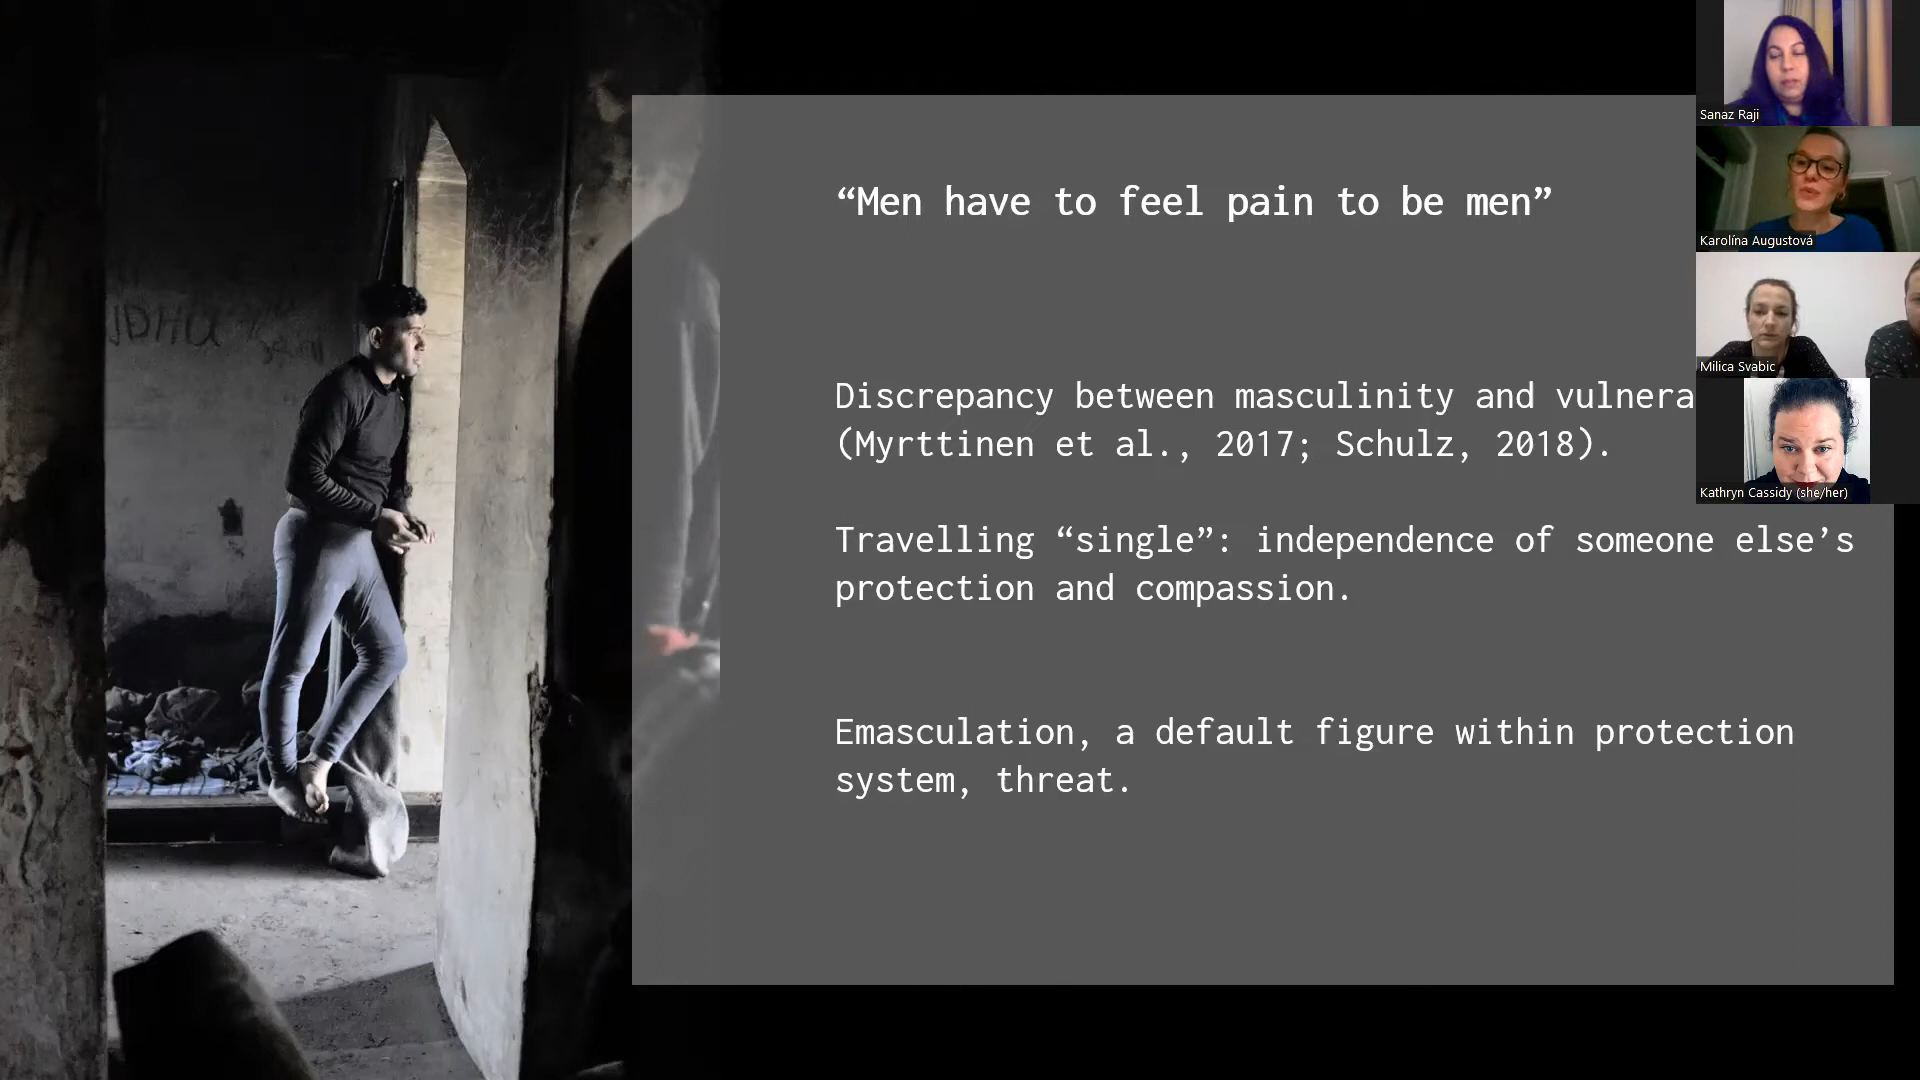 “Men have to feel pain to be men”
Discrepancy between masculinity and vulnera
(Myrttinen et al., 2017; Schulz, 2018).
Travelling “single”: independence of someone else’s
protection and compassion.
Emasculation, a default figure within protection
system, threat.
Sanaz Raji
Karolína Augustová
Milica Svabic
Kathryn Cassidy (she/her)